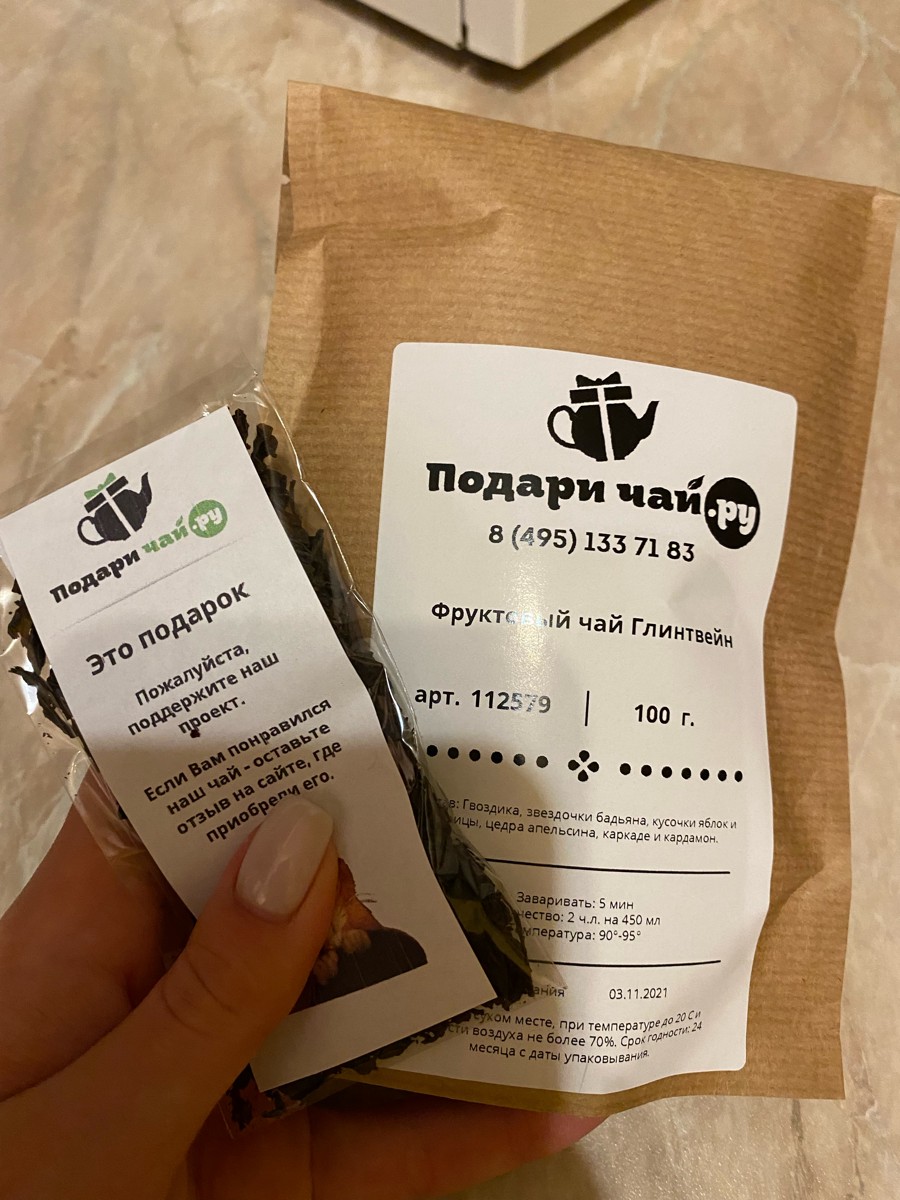 Подари чай.ру
Это подарок
Пожалуйста,
поддержите наш
проект.
Если Вам понравился
наш чай - оставьте
отзыв на сайте, где
приобрели его.
Подари чай.ру
8 (495) 133 71 83
Фруктовый чай Глинтвейн
арт. 112579 | 100 г.
Гвоздика, звездочки бадьяна, кусочки яблок и
цедра апельсина, каркаде и кардамон.
Заваривать: 5 мин
2 ч.л. на 450 мл
90°-95°
03.11.2021
сухом месте, при температуре до 20 С и
воздуха не более 70%. Срок годности: 24
месяца с даты упаковывания.